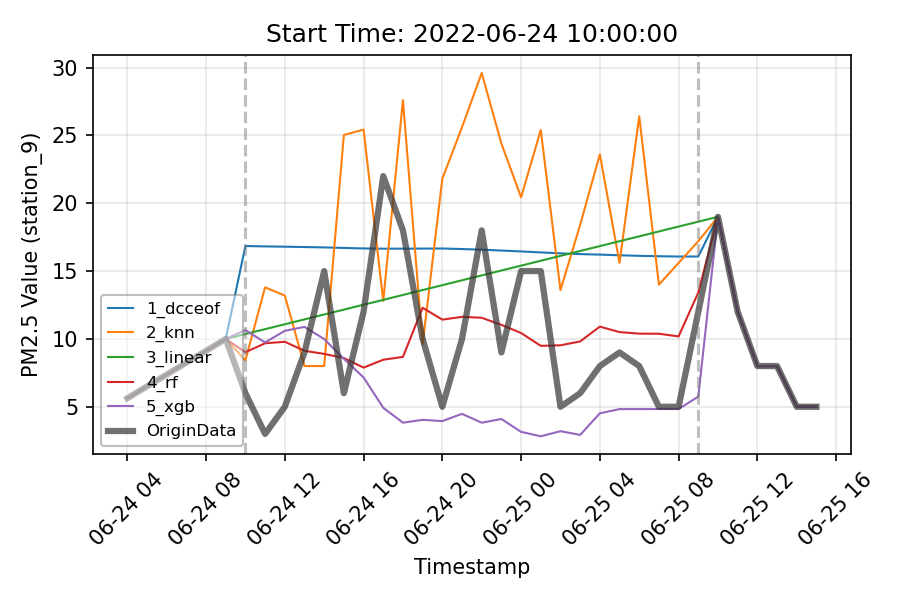 Start Time: 2022-06-24 10:00:00
PM2.5 Value (station_9)
30
25
20
15
10
5
1_dcceof
2_knn
3_linear
4_rf
5_xgb
OriginData
06-24 04
06-24 08
06-24 12
06-24 16
06-24 20
06-25 00
06-25 04
06-25 08
06-25 12
06-25 16
Timestamp